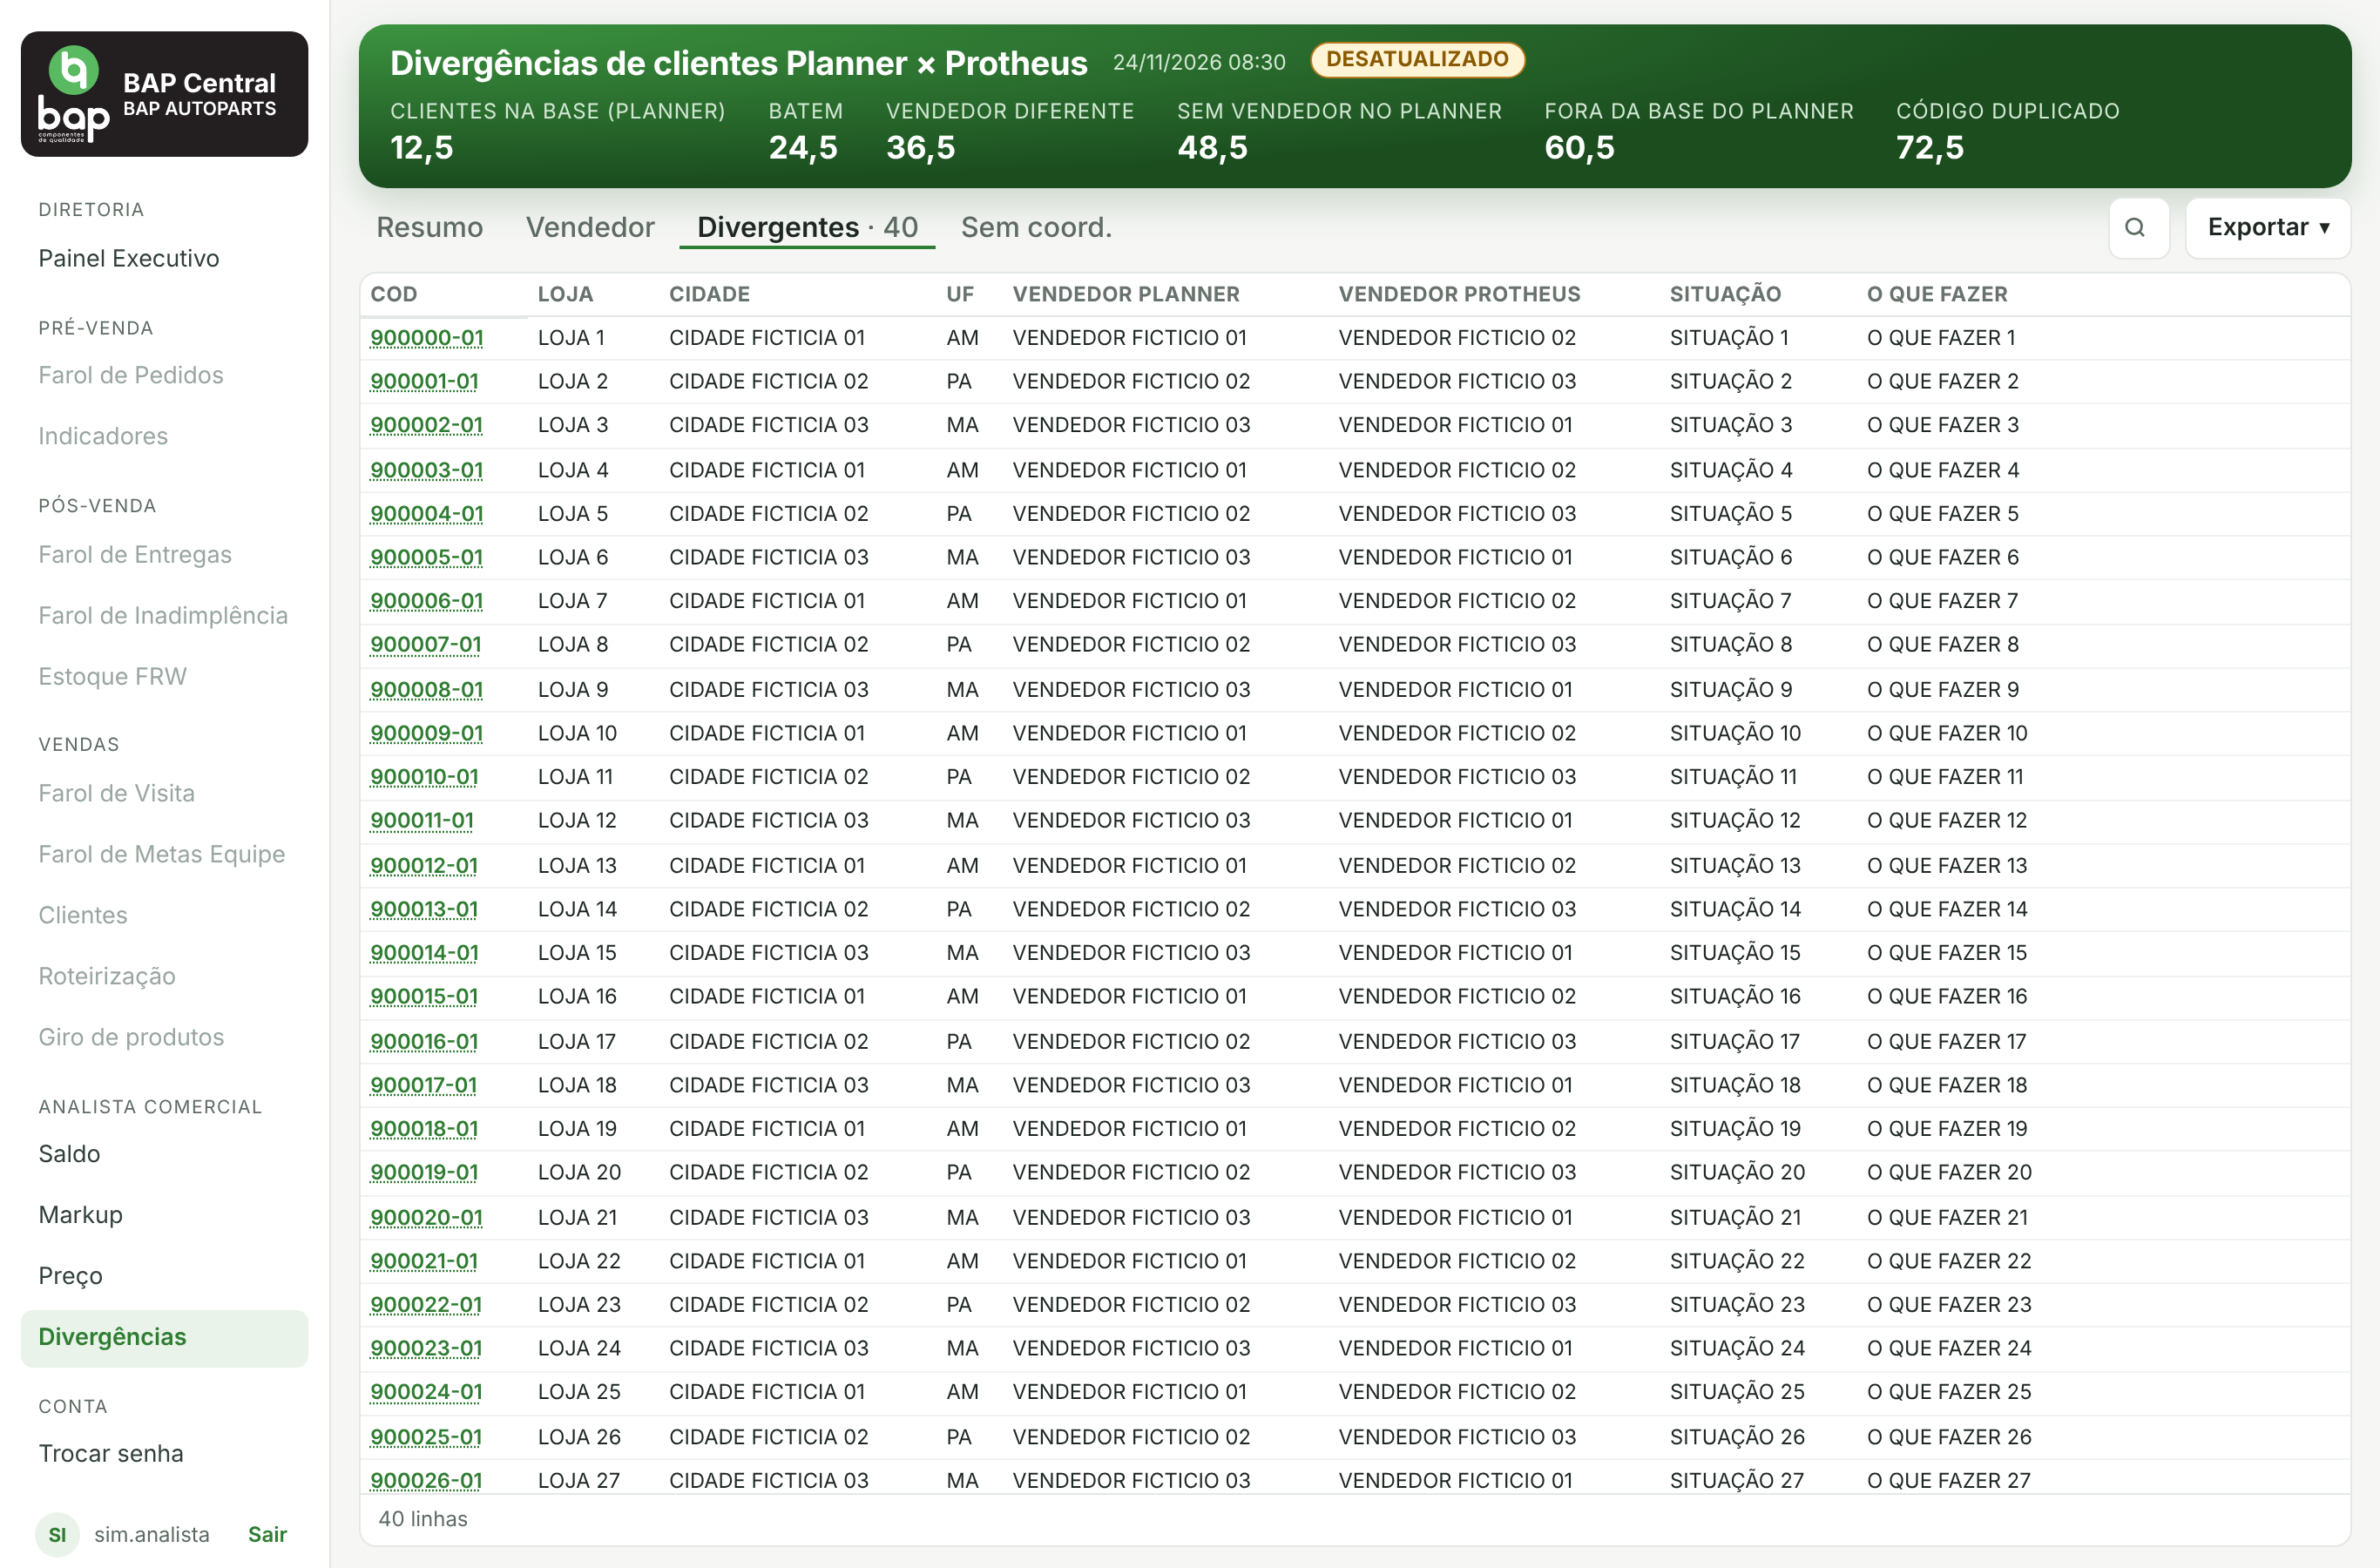 bap
componentes
de qualidade
BAP Central
BAP AUTOPARTS
DIRETORIA
Painel Executivo
PRÉ-VENDA
Farol de Pedidos
Indicadores
PÓS-VENDA
Farol de Entregas
Farol de Inadimplência
Estoque FRW
VENDAS
Farol de Visita
Farol de Metas Equipe
Clientes
Roteirização
Giro de produtos
ANALISTA COMERCIAL
Saldo
Markup
Preço
Divergências
CONTA
Trocar senha
SI sim.analista Sair
Divergências de clientes Planner × Protheus 24/11/2026 08:30 DESATUALIZADO
CLIENTES NA BASE (PLANNER) BATEM VENDEDOR DIFERENTE SEM VENDEDOR NO PLANNER FORA DA BASE DO PLANNER CÓDIGO DUPLICADO
12,5 24,5 36,5 48,5 60,5 72,5
Resumo Vendedor Divergentes · 40 Sem coord. Exportar ▾
COD LOJA CIDADE UF VENDEDOR PLANNER VENDEDOR PROTHEUS SITUAÇÃO O QUE FAZER
900000-01 LOJA 1 CIDADE FICTICIA 01 AM VENDEDOR FICTICIO 01 VENDEDOR FICTICIO 02 SITUAÇÃO 1 O QUE FAZER 1
900001-01 LOJA 2 CIDADE FICTICIA 02 PA VENDEDOR FICTICIO 02 VENDEDOR FICTICIO 03 SITUAÇÃO 2 O QUE FAZER 2
900002-01 LOJA 3 CIDADE FICTICIA 03 MA VENDEDOR FICTICIO 03 VENDEDOR FICTICIO 01 SITUAÇÃO 3 O QUE FAZER 3
900003-01 LOJA 4 CIDADE FICTICIA 01 AM VENDEDOR FICTICIO 01 VENDEDOR FICTICIO 02 SITUAÇÃO 4 O QUE FAZER 4
900004-01 LOJA 5 CIDADE FICTICIA 02 PA VENDEDOR FICTICIO 02 VENDEDOR FICTICIO 03 SITUAÇÃO 5 O QUE FAZER 5
900005-01 LOJA 6 CIDADE FICTICIA 03 MA VENDEDOR FICTICIO 03 VENDEDOR FICTICIO 01 SITUAÇÃO 6 O QUE FAZER 6
900006-01 LOJA 7 CIDADE FICTICIA 01 AM VENDEDOR FICTICIO 01 VENDEDOR FICTICIO 02 SITUAÇÃO 7 O QUE FAZER 7
900007-01 LOJA 8 CIDADE FICTICIA 02 PA VENDEDOR FICTICIO 02 VENDEDOR FICTICIO 03 SITUAÇÃO 8 O QUE FAZER 8
900008-01 LOJA 9 CIDADE FICTICIA 03 MA VENDEDOR FICTICIO 03 VENDEDOR FICTICIO 01 SITUAÇÃO 9 O QUE FAZER 9
900009-01 LOJA 10 CIDADE FICTICIA 01 AM VENDEDOR FICTICIO 01 VENDEDOR FICTICIO 02 SITUAÇÃO 10 O QUE FAZER 10
900010-01 LOJA 11 CIDADE FICTICIA 02 PA VENDEDOR FICTICIO 02 VENDEDOR FICTICIO 03 SITUAÇÃO 11 O QUE FAZER 11
900011-01 LOJA 12 CIDADE FICTICIA 03 MA VENDEDOR FICTICIO 03 VENDEDOR FICTICIO 01 SITUAÇÃO 12 O QUE FAZER 12
900012-01 LOJA 13 CIDADE FICTICIA 01 AM VENDEDOR FICTICIO 01 VENDEDOR FICTICIO 02 SITUAÇÃO 13 O QUE FAZER 13
900013-01 LOJA 14 CIDADE FICTICIA 02 PA VENDEDOR FICTICIO 02 VENDEDOR FICTICIO 03 SITUAÇÃO 14 O QUE FAZER 14
900014-01 LOJA 15 CIDADE FICTICIA 03 MA VENDEDOR FICTICIO 03 VENDEDOR FICTICIO 01 SITUAÇÃO 15 O QUE FAZER 15
900015-01 LOJA 16 CIDADE FICTICIA 01 AM VENDEDOR FICTICIO 01 VENDEDOR FICTICIO 02 SITUAÇÃO 16 O QUE FAZER 16
900016-01 LOJA 17 CIDADE FICTICIA 02 PA VENDEDOR FICTICIO 02 VENDEDOR FICTICIO 03 SITUAÇÃO 17 O QUE FAZER 17
900017-01 LOJA 18 CIDADE FICTICIA 03 MA VENDEDOR FICTICIO 03 VENDEDOR FICTICIO 01 SITUAÇÃO 18 O QUE FAZER 18
900018-01 LOJA 19 CIDADE FICTICIA 01 AM VENDEDOR FICTICIO 01 VENDEDOR FICTICIO 02 SITUAÇÃO 19 O QUE FAZER 19
900019-01 LOJA 20 CIDADE FICTICIA 02 PA VENDEDOR FICTICIO 02 VENDEDOR FICTICIO 03 SITUAÇÃO 20 O QUE FAZER 20
900020-01 LOJA 21 CIDADE FICTICIA 03 MA VENDEDOR FICTICIO 03 VENDEDOR FICTICIO 01 SITUAÇÃO 21 O QUE FAZER 21
900021-01 LOJA 22 CIDADE FICTICIA 01 AM VENDEDOR FICTICIO 01 VENDEDOR FICTICIO 02 SITUAÇÃO 22 O QUE FAZER 22
900022-01 LOJA 23 CIDADE FICTICIA 02 PA VENDEDOR FICTICIO 02 VENDEDOR FICTICIO 03 SITUAÇÃO 23 O QUE FAZER 23
900023-01 LOJA 24 CIDADE FICTICIA 03 MA VENDEDOR FICTICIO 03 VENDEDOR FICTICIO 01 SITUAÇÃO 24 O QUE FAZER 24
900024-01 LOJA 25 CIDADE FICTICIA 01 AM VENDEDOR FICTICIO 01 VENDEDOR FICTICIO 02 SITUAÇÃO 25 O QUE FAZER 25
900025-01 LOJA 26 CIDADE FICTICIA 02 PA VENDEDOR FICTICIO 02 VENDEDOR FICTICIO 03 SITUAÇÃO 26 O QUE FAZER 26
900026-01 LOJA 27 CIDADE FICTICIA 03 MA VENDEDOR FICTICIO 03 VENDEDOR FICTICIO 01 SITUAÇÃO 27 O QUE FAZER 27
40 linhas